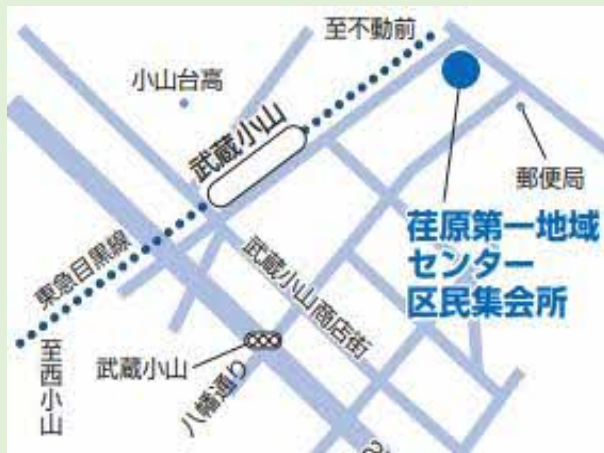 至不動前
小山台高
武蔵小山
郵便局
荏原第一地域
センター
区民集会所
東急目黒線
武蔵小山商店街
武蔵小山
八幡通り
至西小山